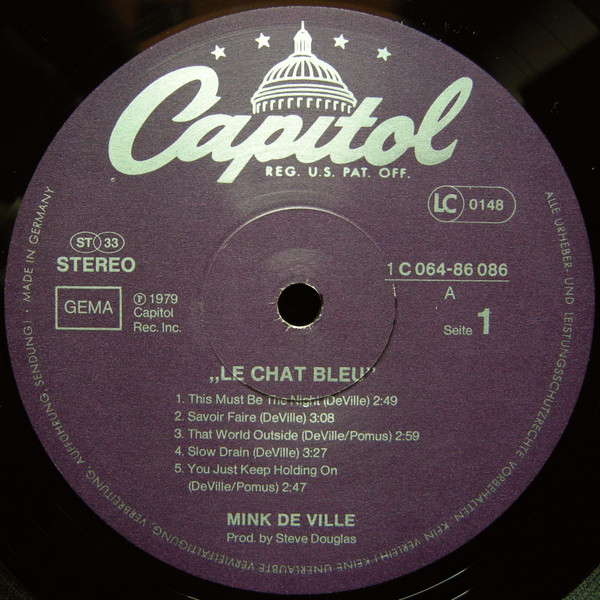 Capitol
REG. U.S. PAT. OFF.
LC 0148
ST 33
STEREO
GEMA
℗ 1979
Capitol
Rec. Inc.
1 C 064-86 086
A
Seite 1
„LE CHAT BLEU”
1. This Must Be The Night (DeVille) 2:49
2. Savoir Faire (DeVille) 3:08
3. That World Outside (DeVille/Pomus) 2:59
4. Slow Drain (DeVille) 3:27
5. You Just Keep Holding On
(DeVille/Pomus) 2:47
MINK DE VILLE
Prod. by Steve Douglas
ALLE URHEBER- UND LEISTUNGSSCHUTZRECHTE VORBEHALTEN. KEIN VERLEIH! KEINE UNERLAUBTE VERVIELFÄLTIGUNG, VERBREITUNG, AUFFÜHRUNG, SENDUNG! · MADE IN GERMANY